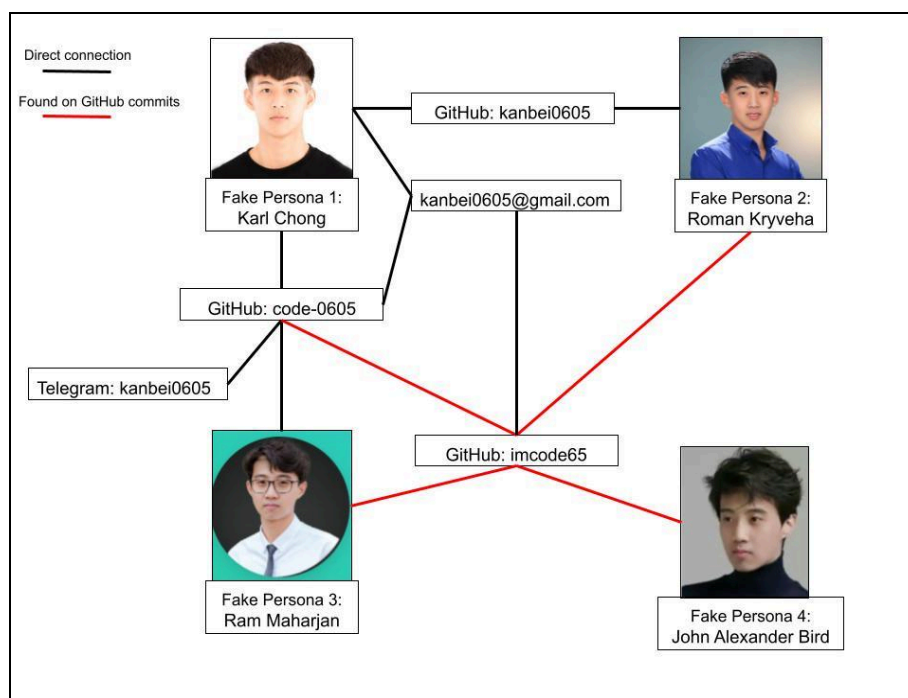 Direct connection
Found on GitHub commits
GitHub: kanbei0605
kanbei0605@gmail.com
Fake Persona 1:
Karl Chong
Fake Persona 2:
Roman Kryveha
GitHub: code-0605
Telegram: kanbei0605
GitHub: imcode65
Fake Persona 3:
Ram Maharjan
Fake Persona 4:
John Alexander Bird